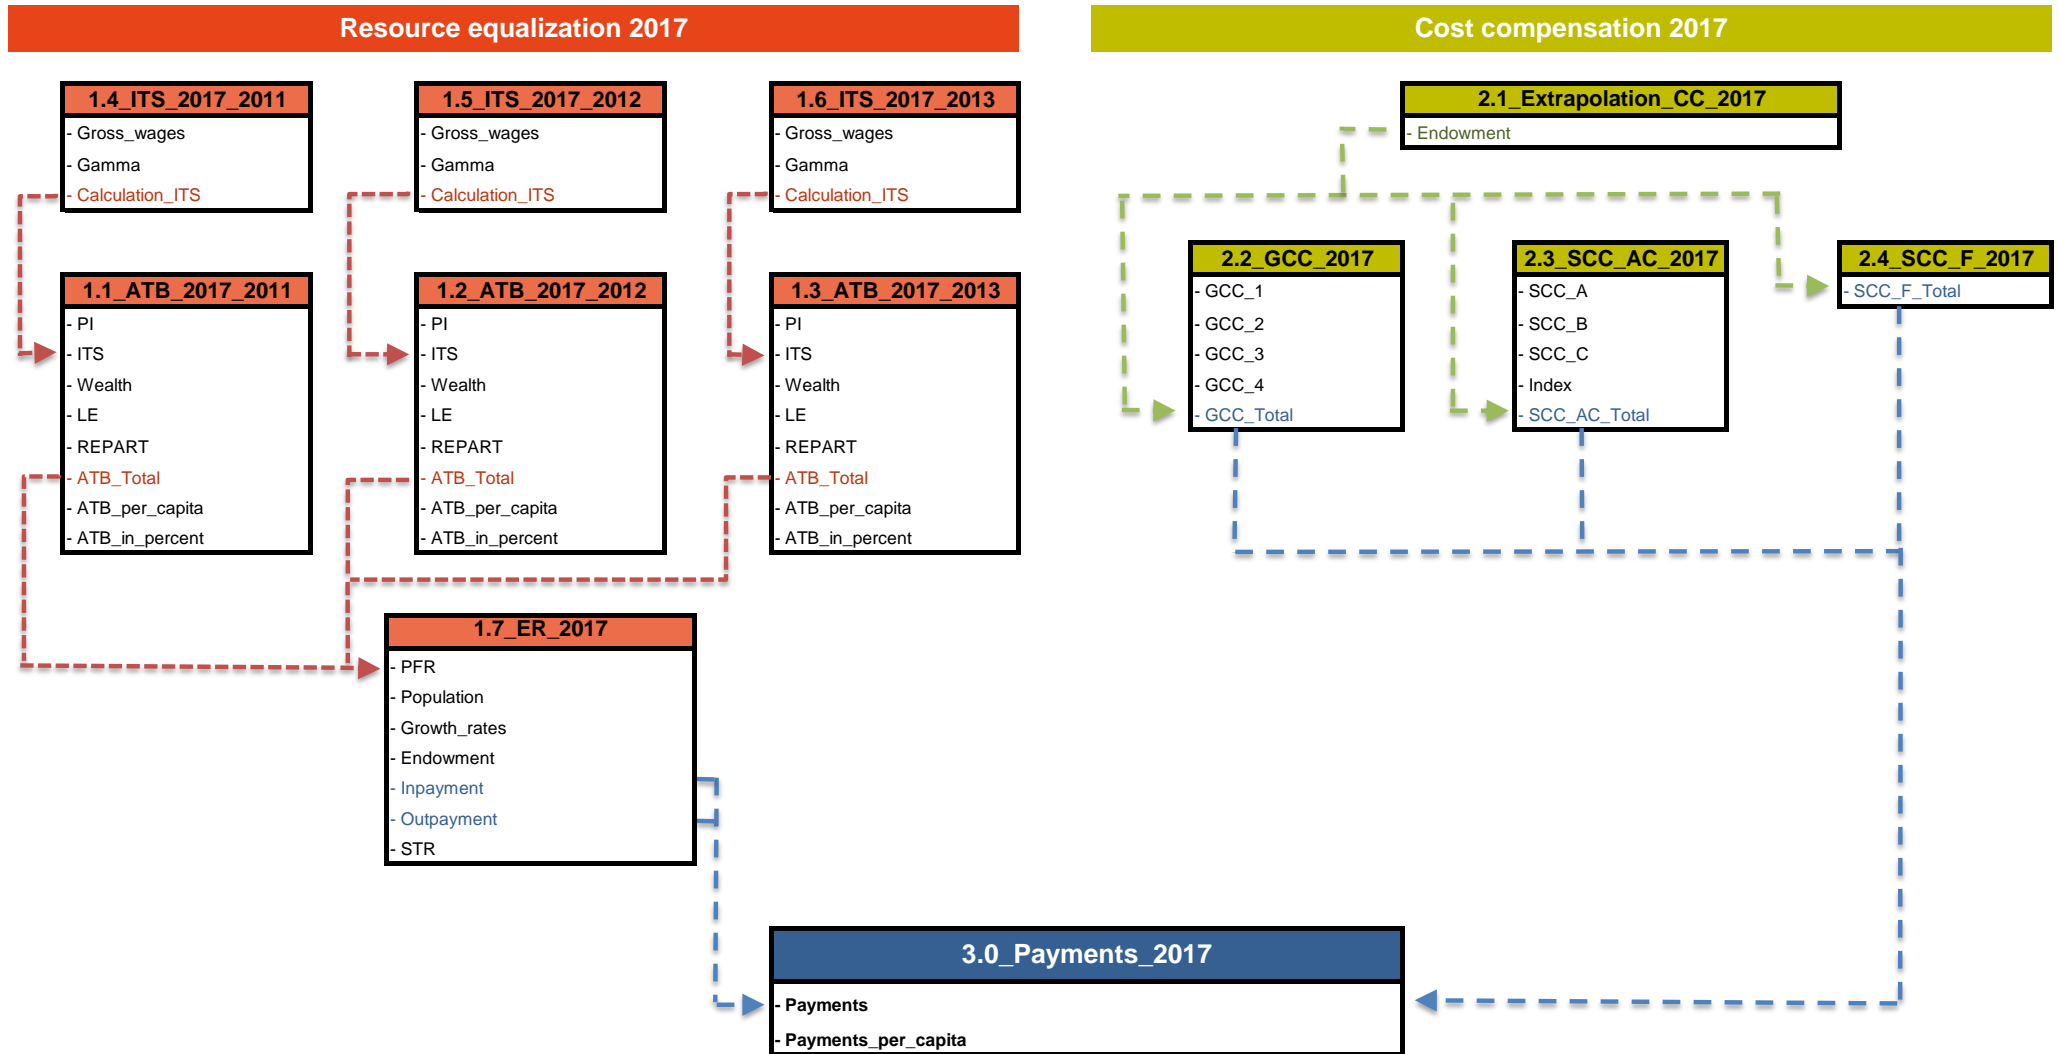 Resource equalization 2017
Cost compensation 2017
1.4_ITS_2017_2011
- Gross_wages
- Gamma
- Calculation_ITS
1.5_ITS_2017_2012
- Gross_wages
- Gamma
- Calculation_ITS
1.6_ITS_2017_2013
- Gross_wages
- Gamma
- Calculation_ITS
2.1_Extrapolation_CC_2017
- Endowment
1.1_ATB_2017_2011
- PI
- ITS
- Wealth
- LE
- REPART
- ATB_Total
- ATB_per_capita
- ATB_in_percent
1.2_ATB_2017_2012
- PI
- ITS
- Wealth
- LE
- REPART
- ATB_Total
- ATB_per_capita
- ATB_in_percent
1.3_ATB_2017_2013
- PI
- ITS
- Wealth
- LE
- REPART
- ATB_Total
- ATB_per_capita
- ATB_in_percent
2.2_GCC_2017
- GCC_1
- GCC_2
- GCC_3
- GCC_4
- GCC_Total
2.3_SCC_AC_2017
- SCC_A
- SCC_B
- SCC_C
- Index
- SCC_AC_Total
2.4_SCC_F_2017
- SCC_F_Total
1.7_ER_2017
- PFR
- Population
- Growth_rates
- Endowment
- Inpayment
- Outpayment
- STR
3.0_Payments_2017
- Payments
- Payments_per_capita